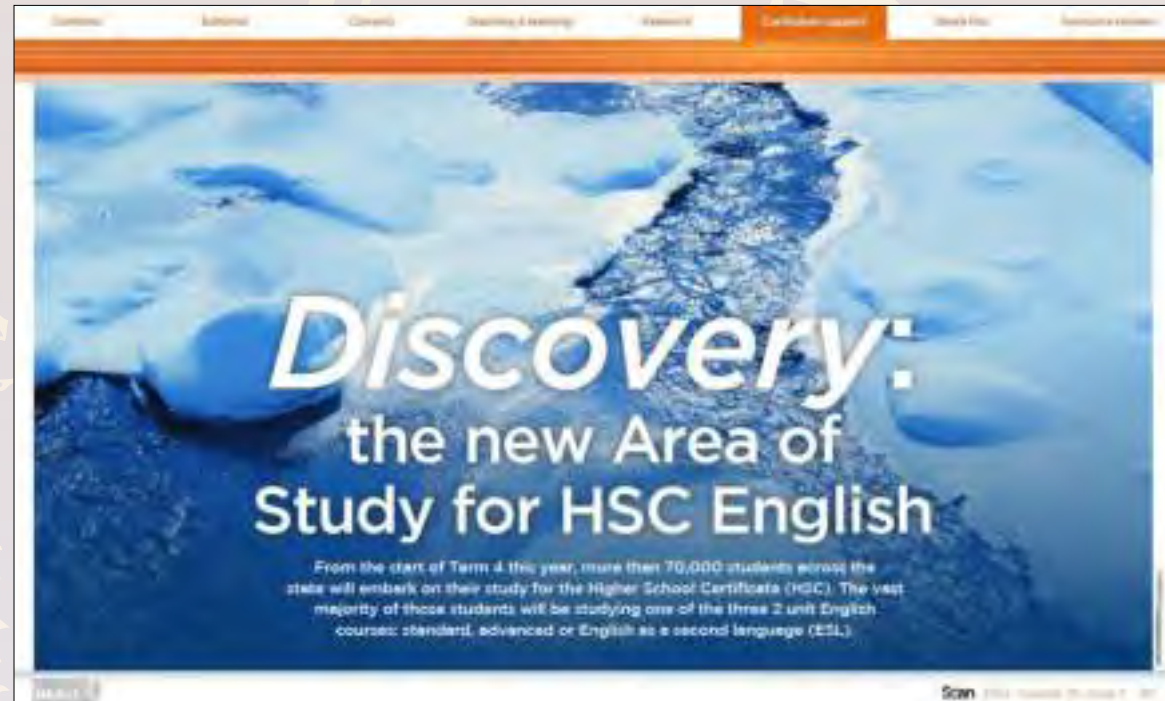 Curriculum support
Discovery:
the new Area of
Study for HSC English
From the start of Term 4 this year, more than 70,000 students across the
state will embark on their study for the Higher School Certificate (HSC). The vast
majority of those students will be studying one of the three 2 unit English
courses: standard, advanced or English as a second language (ESL).
Scan